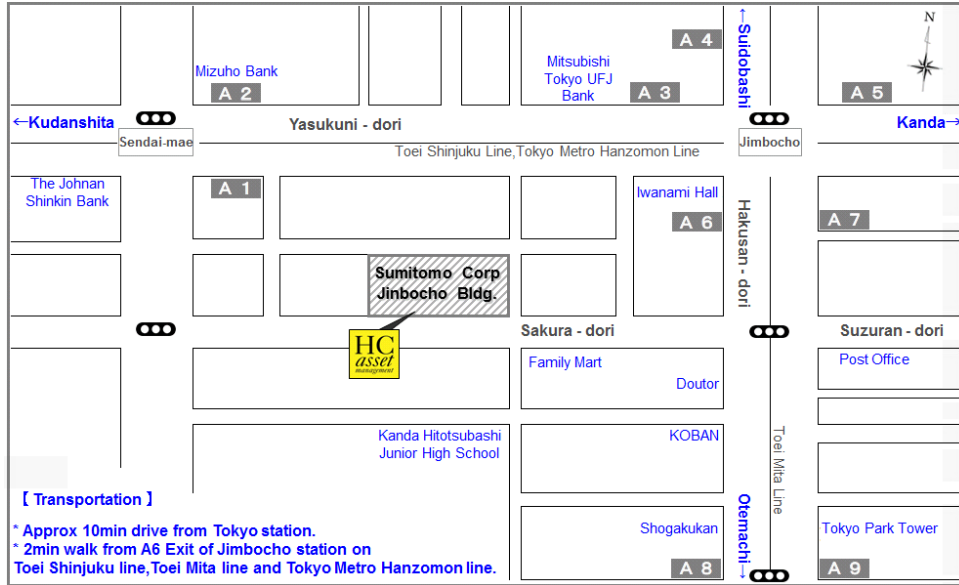 N
A 4
←Suidobashi
Mitsubishi
Tokyo UFJ
Bank
Mizuho Bank
A 2
A 3
A 5
←Kudanshita
Yasukuni - dori
Kanda→
Sendai-mae
Jimbocho
Toei Shinjuku Line,Tokyo Metro Hanzomon Line
The Johnan
Shinkin Bank
A 1
Iwanami Hall
A 6
Hakusan - dori
A 7
Sumitomo Corp
Jinbocho Bldg.
Sakura - dori
Suzuran - dori
HC
asset
management
Family Mart
Doutor
Post Office
Kanda Hitotsubashi
Junior High School
KOBAN
Toei Mita Line
Otemachi→
Shogakukan
A 8
Tokyo Park Tower
A 9
【 Transportation 】
* Approx 10min drive from Tokyo station.
* 2min walk from A6 Exit of Jimbocho station on
Toei Shinjuku line,Toei Mita line and Tokyo Metro Hanzomon line.